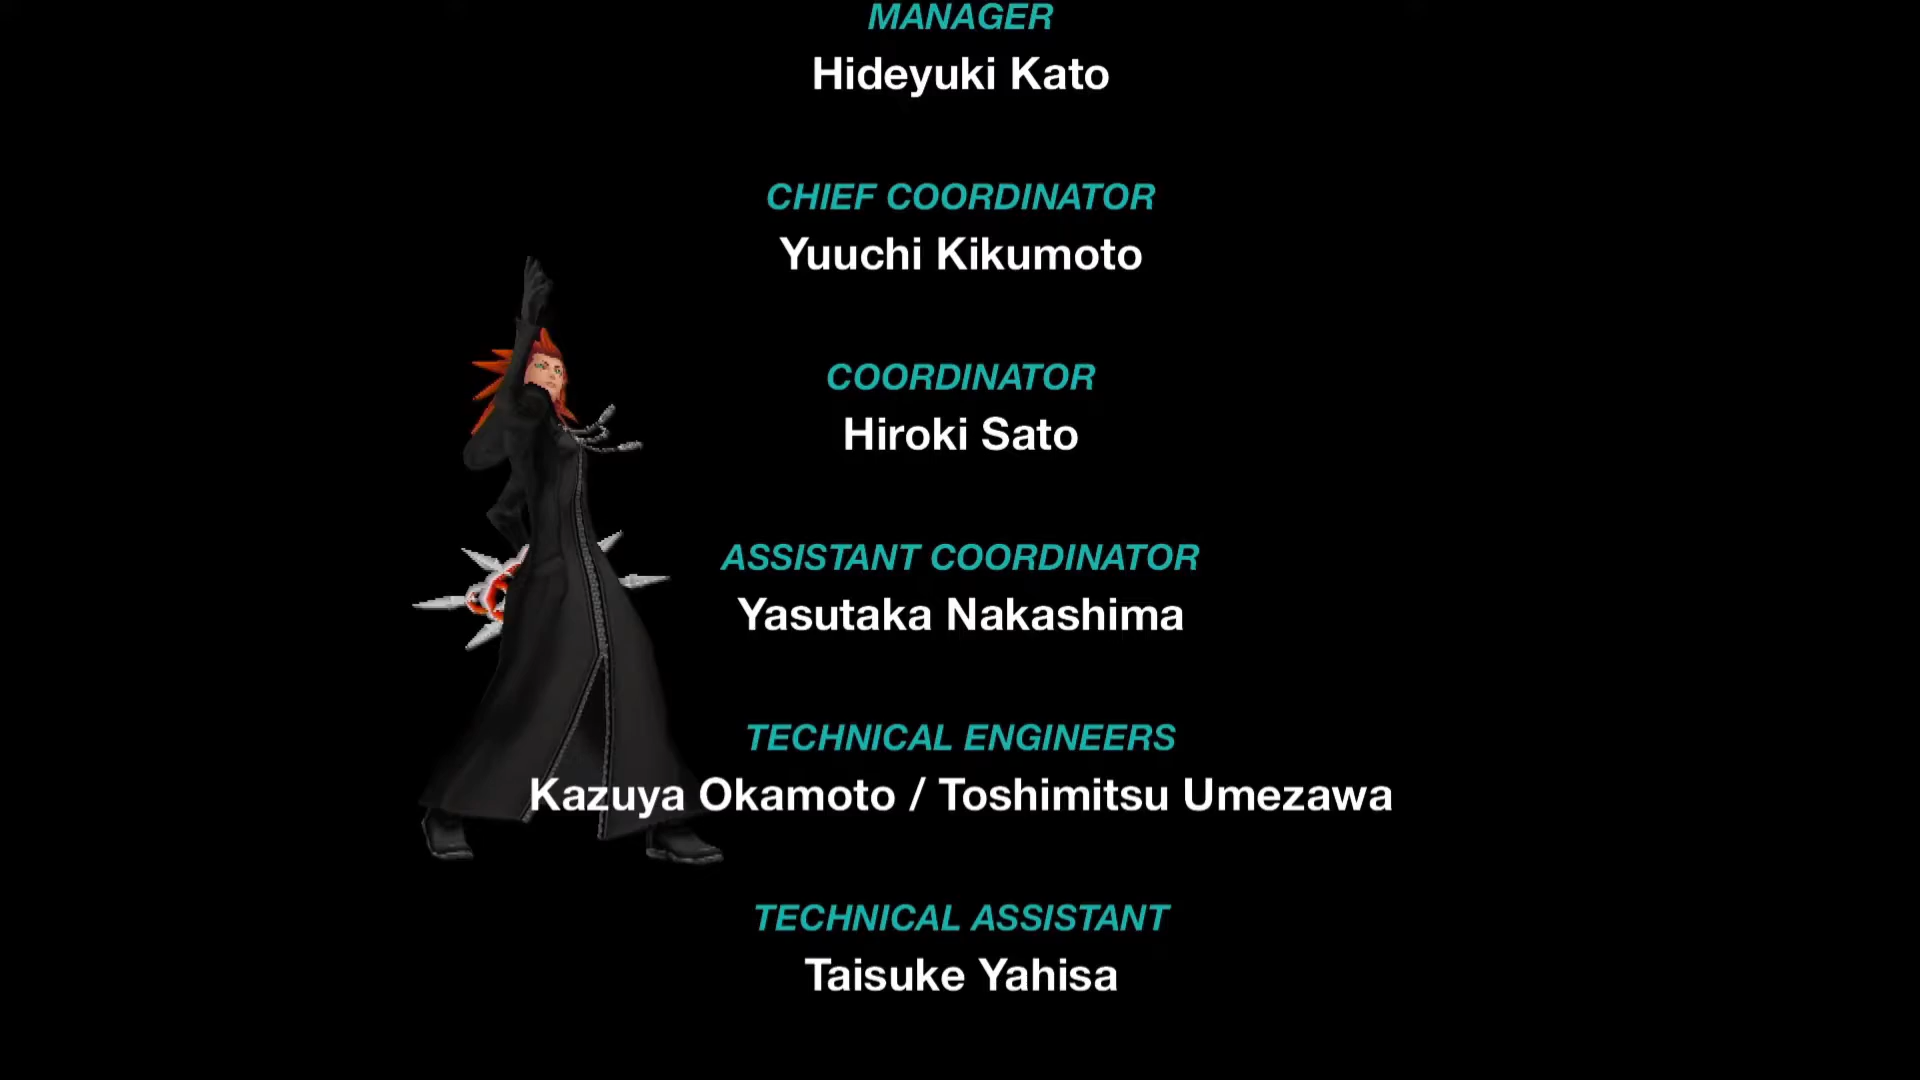 MANAGER
Hideyuki Kato
CHIEF COORDINATOR
Yuuchi Kikumoto
COORDINATOR
Hiroki Sato
ASSISTANT COORDINATOR
Yasutaka Nakashima
TECHNICAL ENGINEERS
Kazuya Okamoto / Toshimitsu Umezawa
TECHNICAL ASSISTANT
Taisuke Yahisa